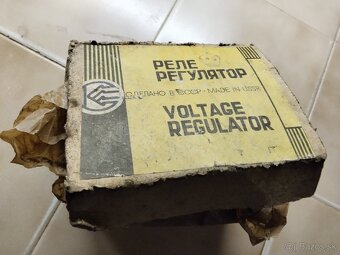 РЕЛЕ
РЕГУЛЯТОР
СДЕЛАНО В СССР - MADE IN USSR
VOLTAGE
REGULATOR